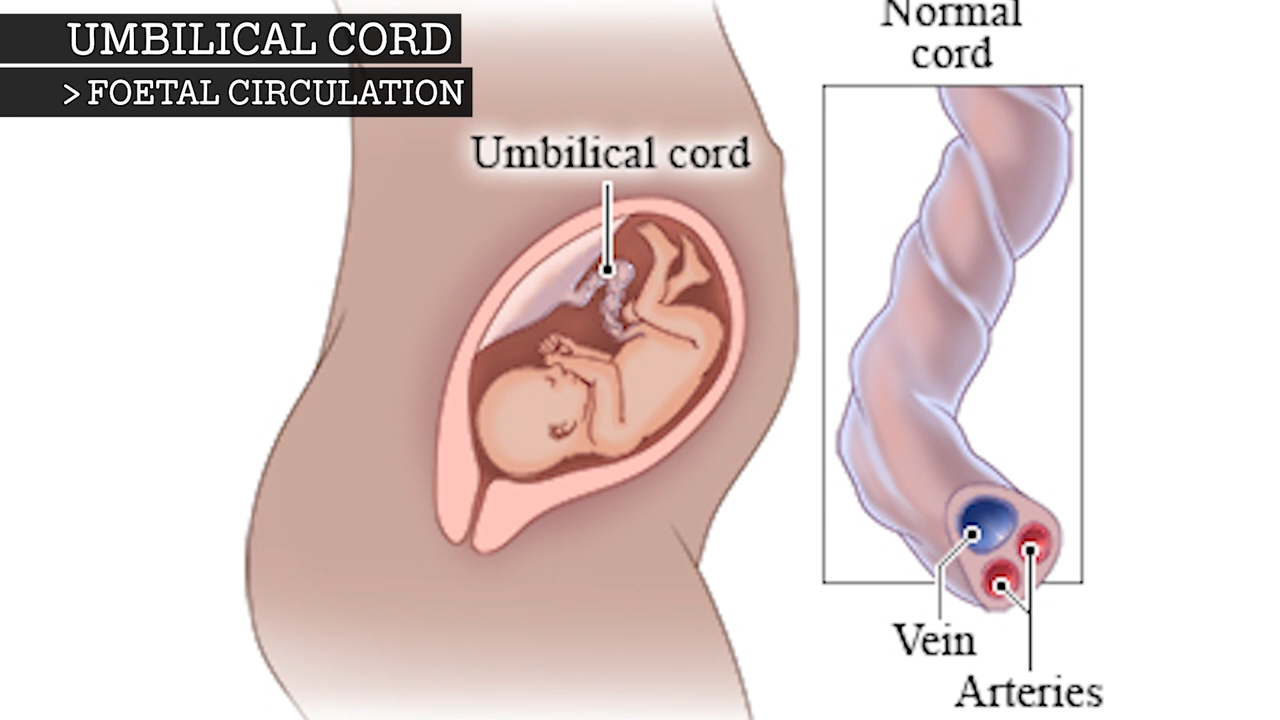 UMBILICAL CORD
> FOETAL CIRCULATION
Normal
cord
Umbilical cord
Vein
Arteries